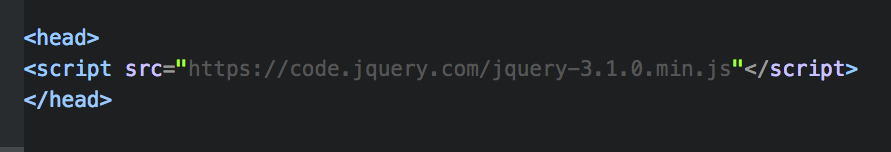 <head>
<script src="https://code.jquery.com/jquery-3.1.0.min.js"</script>
</head>